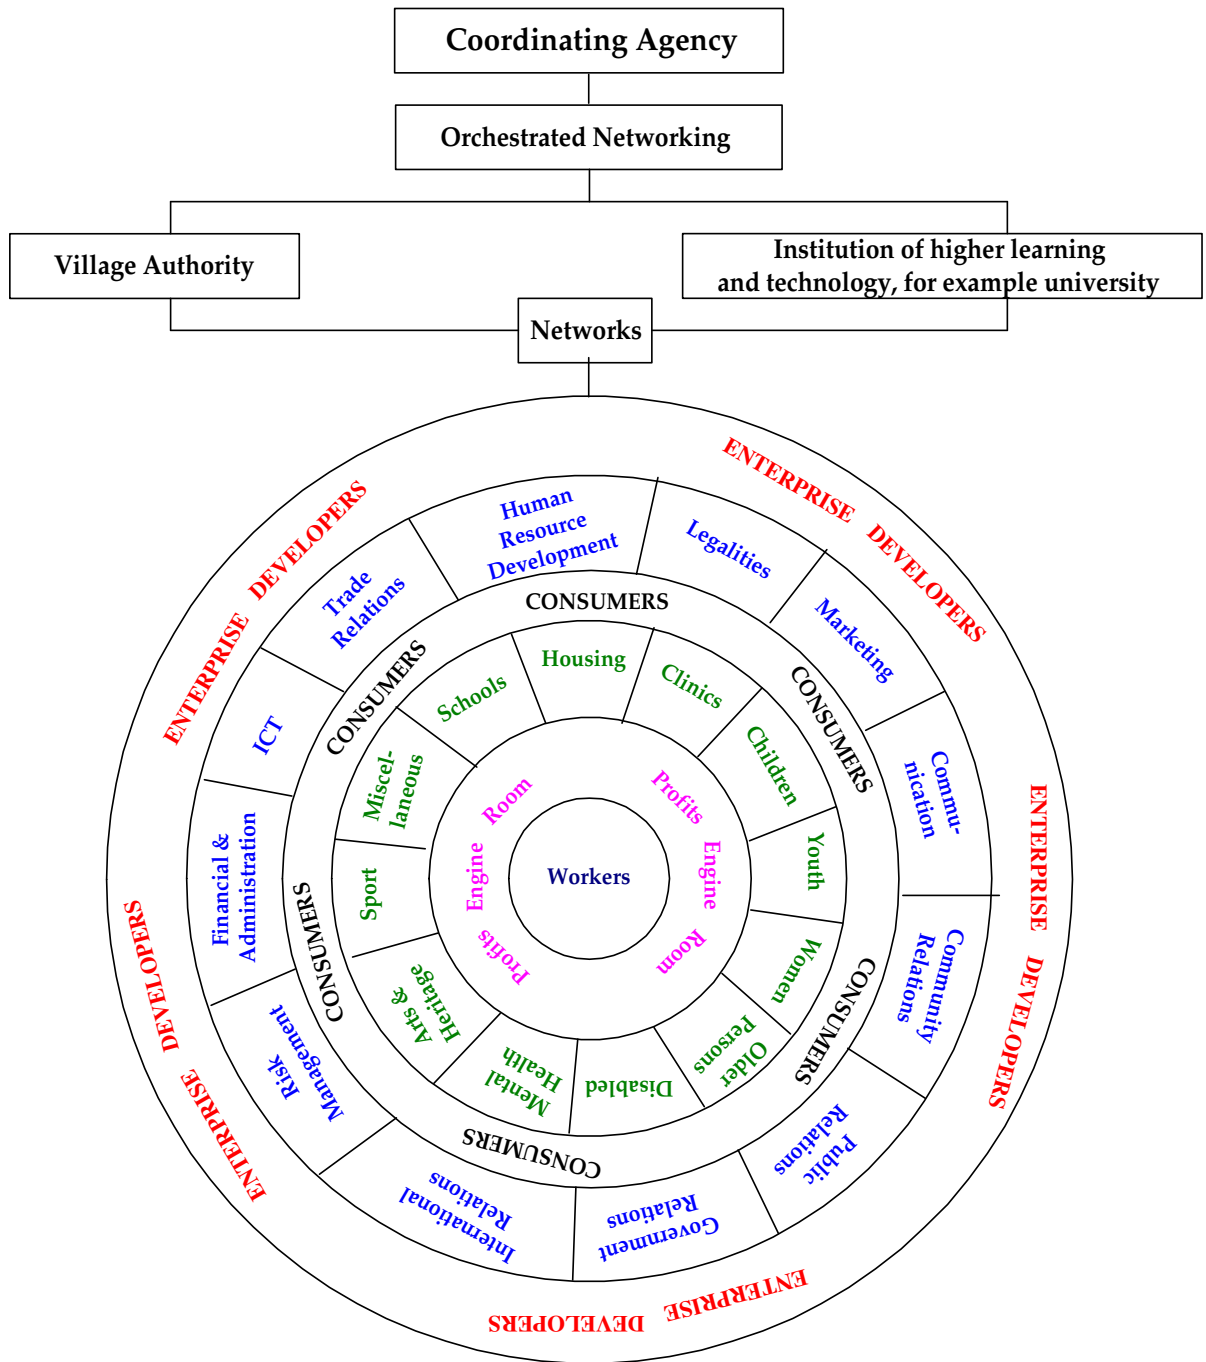 Coordinating Agency
Orchestrated Networking
Village Authority
Institution of higher learning
and technology, for example university
Networks
ENTERPRISE DEVELOPERS
ENTERPRISE DEVELOPERS
ENTERPRISE DEVELOPERS
ENTERPRISE DEVELOPERS
ENTERPRISE DEVELOPERS
Human
Resource
Development
Legalities
Marketing
Commu-
nication
Community
Relations
Public
Relations
Government
Relations
International
Relations
Risk
Management
Financial &
Administration
ICT
Trade
Relations
CONSUMERS
CONSUMERS
CONSUMERS
CONSUMERS
CONSUMERS
CONSUMERS
Housing
Clinics
Children
Youth
Women
Older
Persons
Disabled
Mental
Health
Arts &
Heritage
Sport
Miscel-
laneous
Schools
Profits Engine Room
Profits Engine Room
Workers